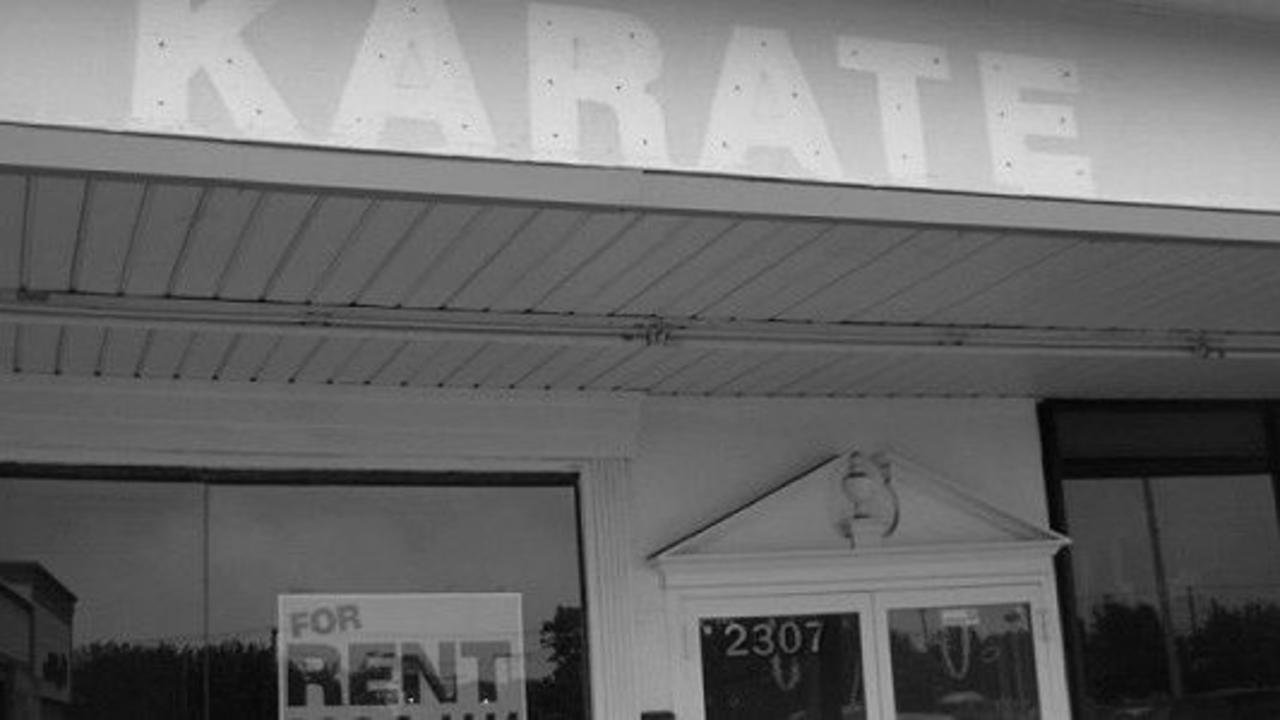 KARATE
FOR
RENT
2307